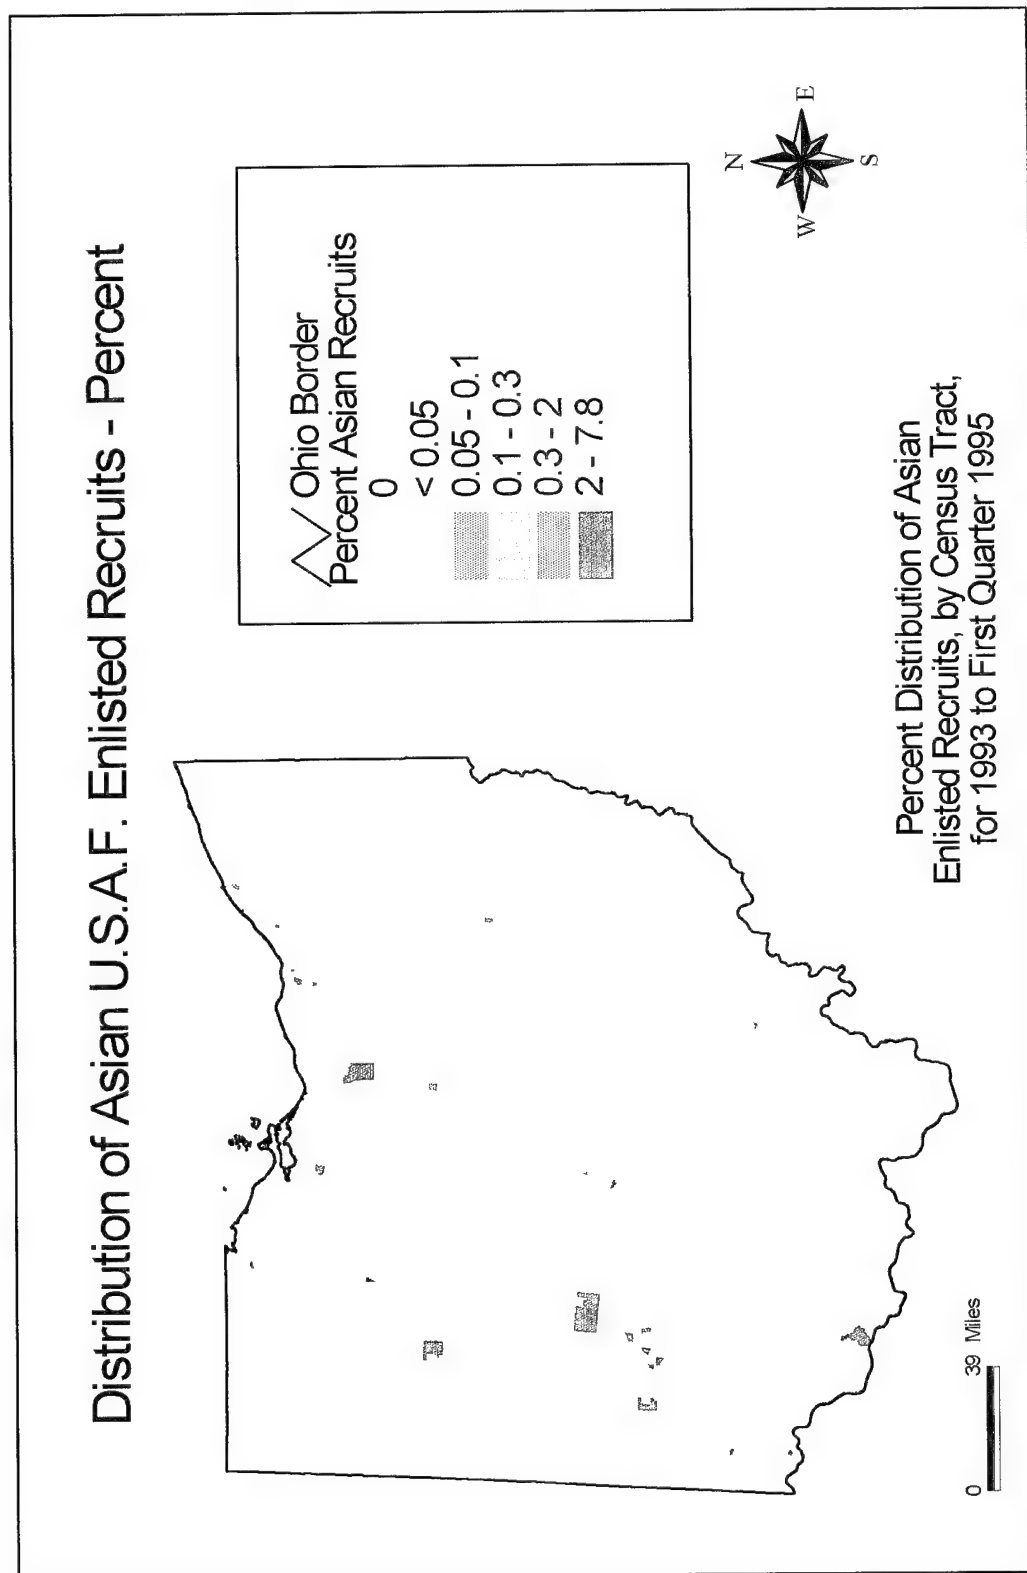 Distribution of Asian U.S.A.F. Enlisted Recruits - Percent
Ohio Border
Percent Asian Recruits
0
< 0.05
0.05 - 0.1
0.1 - 0.3
0.3 - 2
2 - 7.8
N
W
E
S
0 39 Miles
Percent Distribution of Asian
Enlisted Recruits, by Census Tract,
for 1993 to First Quarter 1995